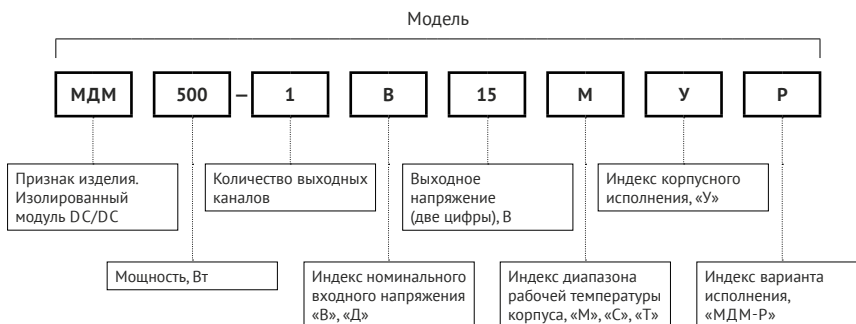 Модель
МДМ 500 – 1 В 15 М У Р
Признак изделия.
Изолированный
модуль DC/DC
Количество выходных
каналов
Выходное
напряжение
(две цифры), В
Индекс корпусного
исполнения, «У»
Мощность, Вт
Индекс номинального
входного напряжения
«В», «Д»
Индекс диапазона
рабочей температуры
корпуса, «М», «С», «Т»
Индекс варианта
исполнения,
«МДМ-Р»